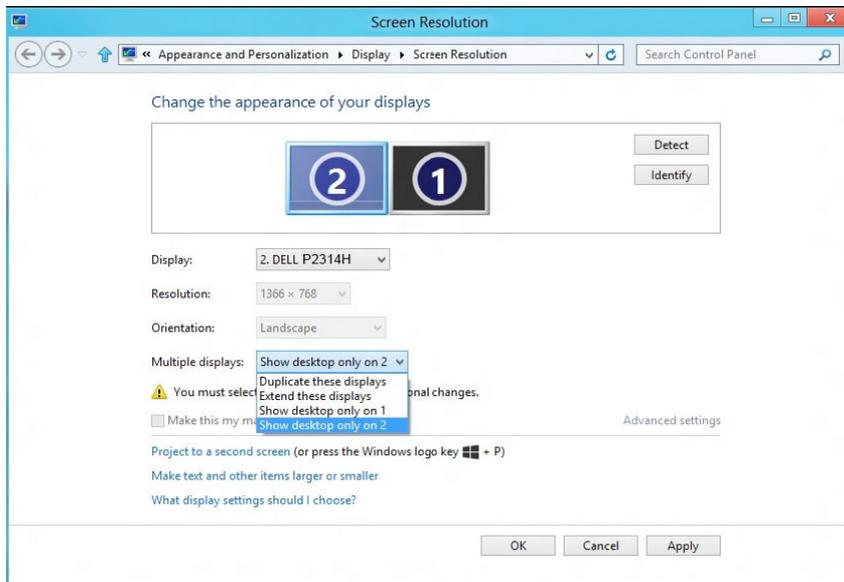 Screen Resolution
« Appearance and Personalization Display Screen Resolution
Search Control Panel
Change the appearance of your displays
2 1
Detect
Identify
Display: 2. DELL P2314H
Resolution: 1366 × 768
Orientation: Landscape
Multiple displays: Show desktop only on 2
Duplicate these displays
You must select onal changes.
Extend these displays
Show desktop only on 1
Make this my
Show desktop only on 2
Advanced settings
Project to a second screen (or press the Windows logo key + P)
Make text and other items larger or smaller
What display settings should I choose?
OK Cancel Apply